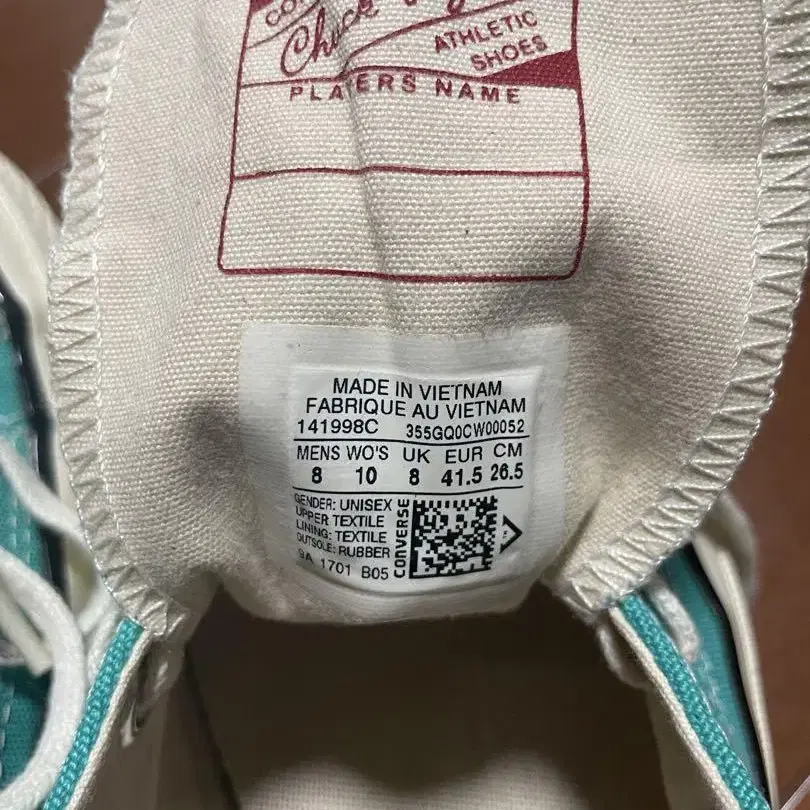 ATHLETIC
SHOES
PLAYERS NAME
MADE IN VIETNAM
FABRIQUE AU VIETNAM
141998C 355GQ0CW00052
MENS WO'S UK EUR CM
8 10 8 41.5 26.5
GENDER: UNISEX
UPPER TEXTILE
LINING: TEXTILE
OUTSOLE: RUBBER
9A 1701 B05
CONVERSE